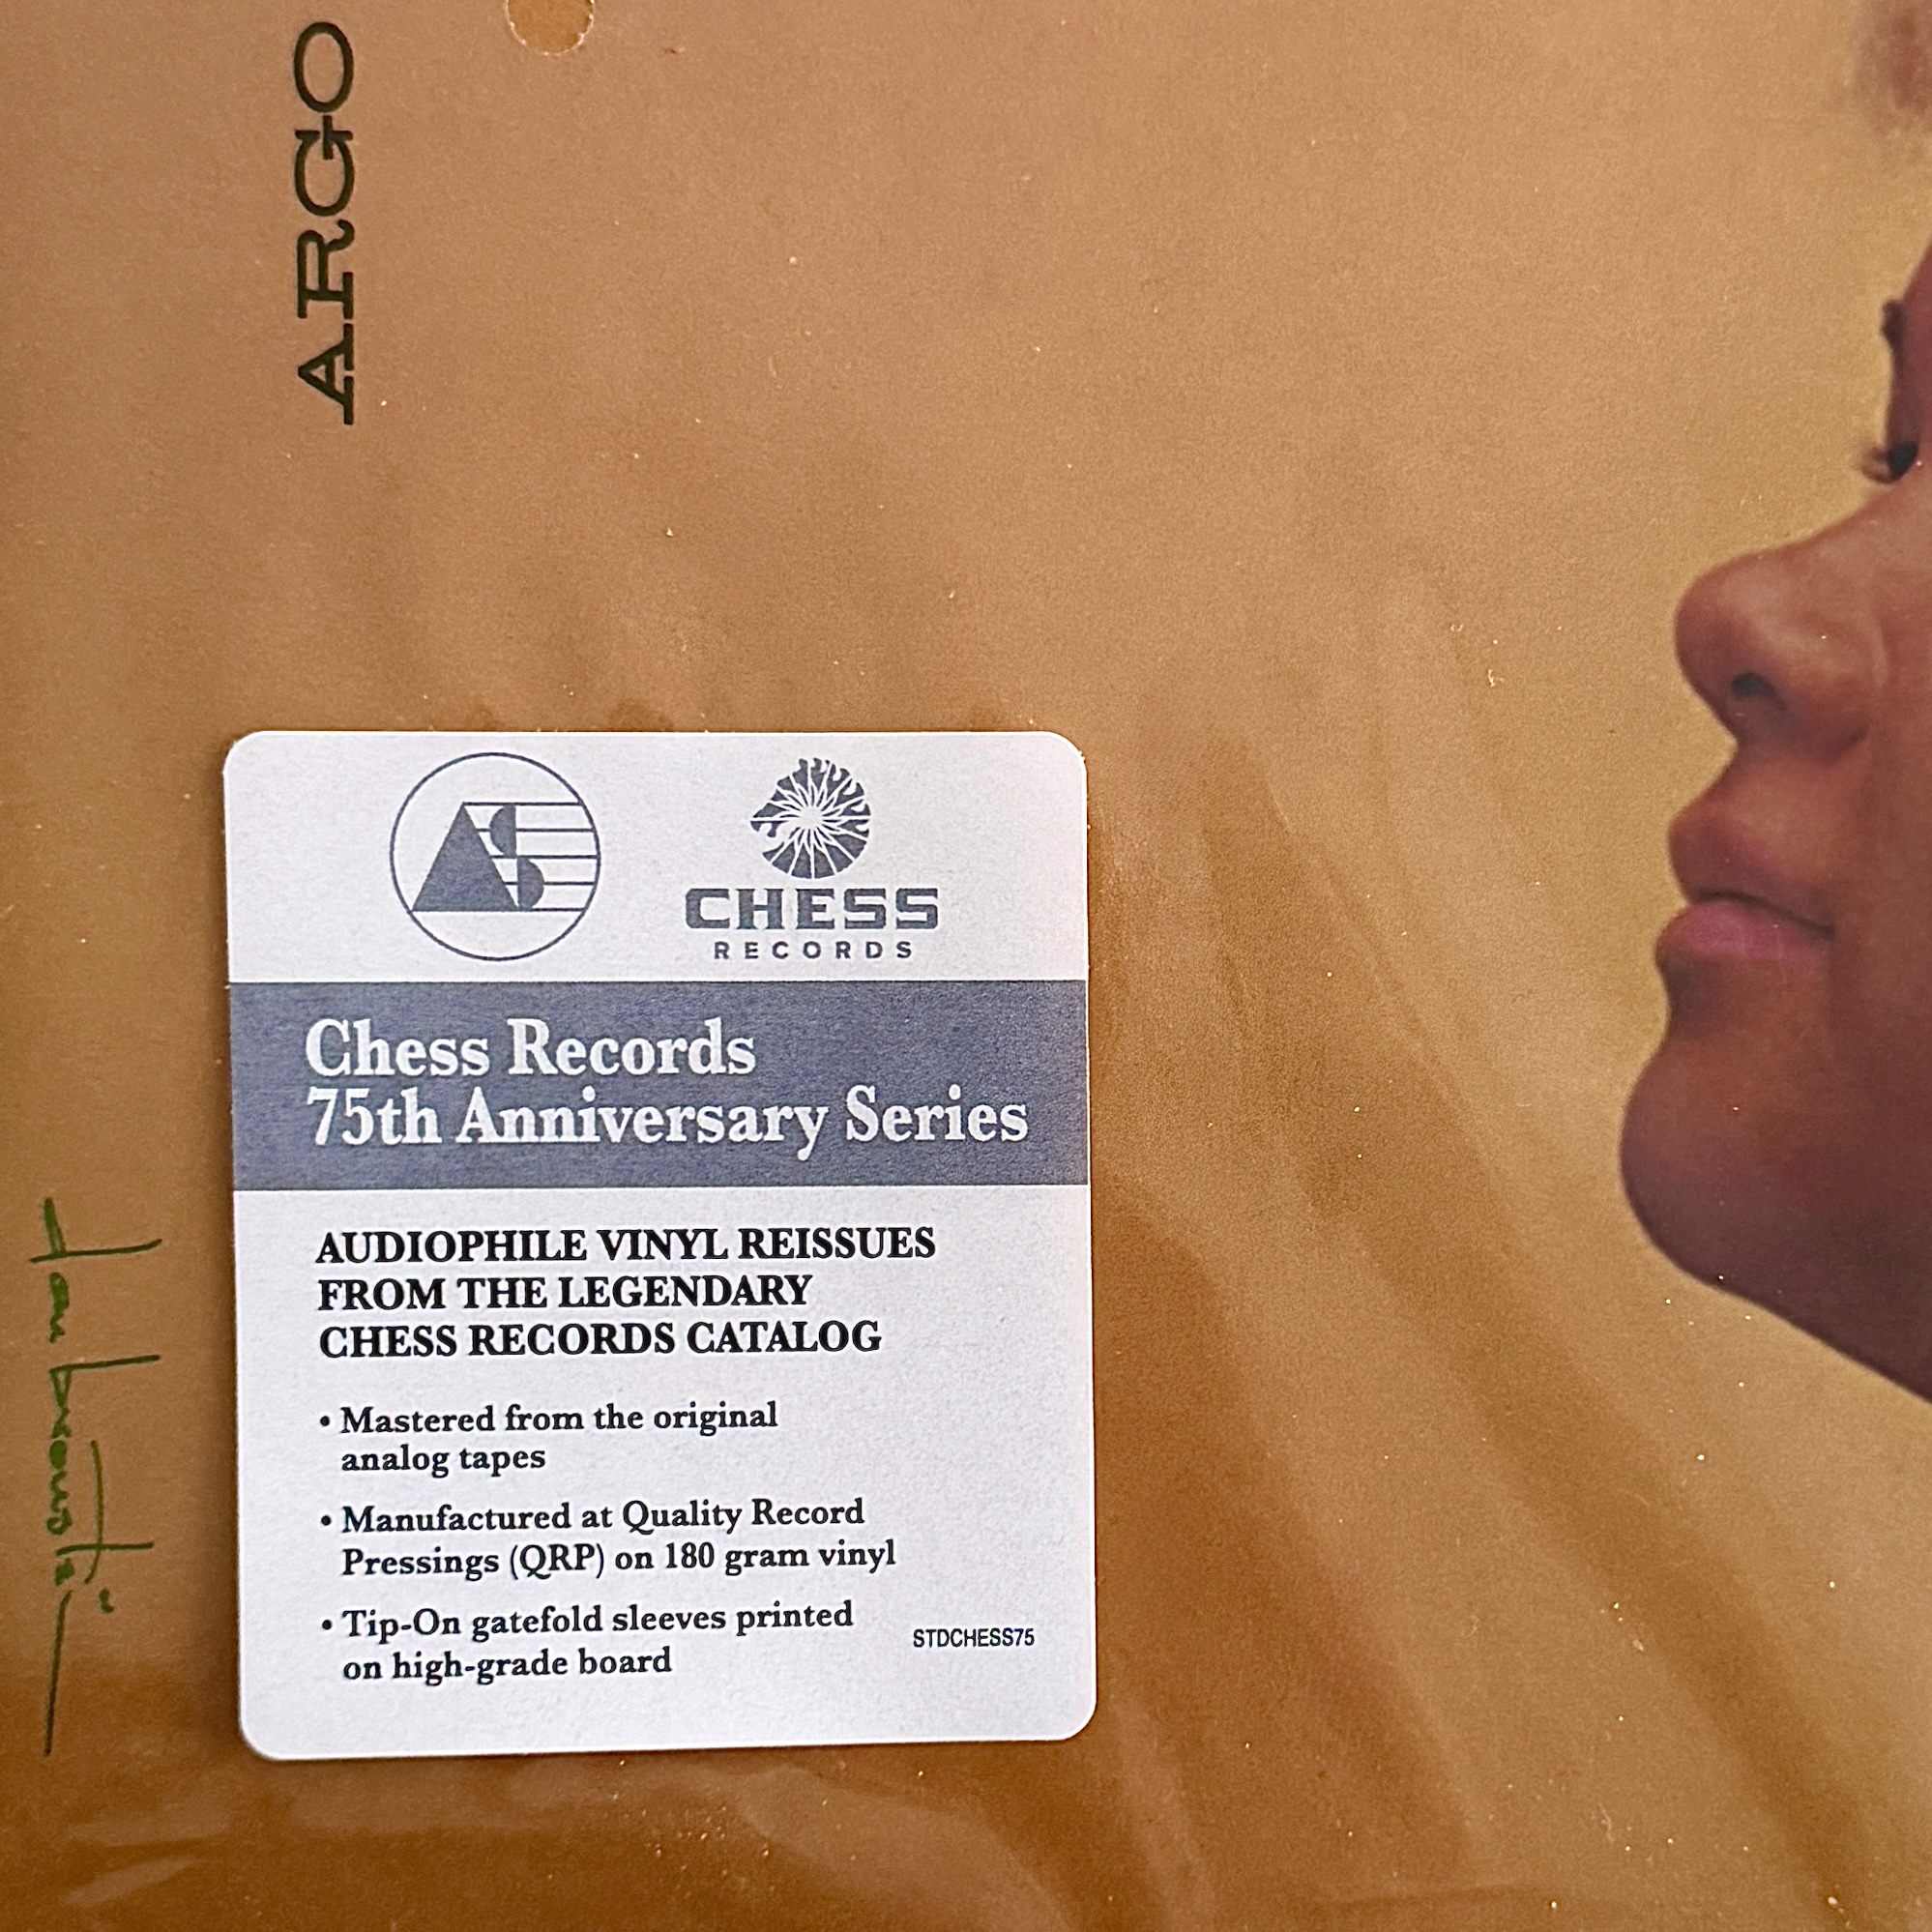 ARGO
CHESS
RECORDS
Chess Records
75th Anniversary Series
AUDIOPHILE VINYL REISSUES
FROM THE LEGENDARY
CHESS RECORDS CATALOG
• Mastered from the original
analog tapes
• Manufactured at Quality Record
Pressings (QRP) on 180 gram vinyl
• Tip-On gatefold sleeves printed
on high-grade board
STDCHESS75